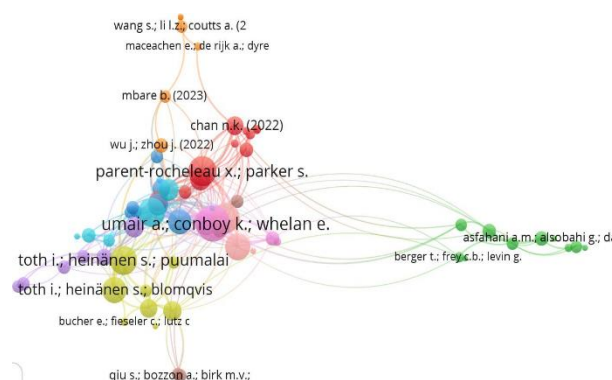 wang s.; li l.z.; coutts a. (2
maceachen e.; de rijk a.; dyre
mbare b. (2023)
chan n.k. (2022)
wu j.; zhou j. (2022)
parent-rocheleau x.; parker s.
umair a.; conboy k.; whelan e.
asfahani a.m.; alsobahi g.; d
toth i.; heinänen s.; puumalai
berger t.; frey c.b.; levin g.
toth i.; heinänen s.; blomqvis
bucher e.; fieseler c.; lutz c
qiu s.; bozzon a.; birk m.v.;